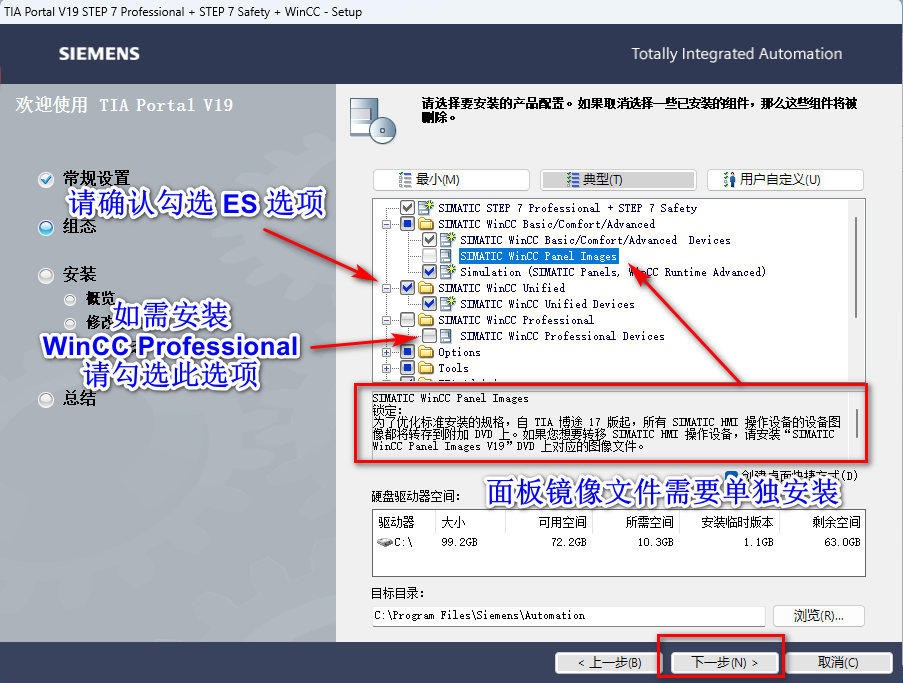 TIA Portal V19 STEP 7 Professional + STEP 7 Safety + WinCC - Setup
SIEMENS
Totally Integrated Automation
欢迎使用 TIA Portal V19
请选择要安装的产品配置。如果取消选择一些已安装的组件，那么这些组件将被
删除。
常规设置
最小(M)
典型(T)
用户自定义(U)
请确认勾选 ES 选项
组态
安装
概览
修改
如需安装
WinCC Professional
请勾选此选项
总结
SIMATIC STEP 7 Professional + STEP 7 Safety
SIMATIC WinCC Basic/Comfort/Advanced
SIMATIC WinCC Basic/Comfort/Advanced Devices
SIMATIC WinCC Panel Images
Simulation (SIMATIC Panels, WinCC Runtime Advanced)
SIMATIC WinCC Unified
SIMATIC WinCC Unified Devices
SIMATIC WinCC Professional
SIMATIC WinCC Professional Devices
Options
Tools
SIMATIC WinCC Panel Images
锁定:
为了优化标准安装的规格，自 TIA 博途 17 版起，所有 SIMATIC HMI 操作设备的设备图
像都将转存到附加 DVD 上。如果您想要转移 SIMATIC HMI 操作设备，请安装“SIMATIC
WinCC Panel Images V19”DVD 上对应的图像文件。
创建桌面快捷方式(D)
面板镜像文件需要单独安装
硬盘驱动器空间:
驱动器 大小 可用空间 所需空间 安装临时版本 剩余空间
C:\ 99.2GB 72.2GB 10.3GB 1.1GB 63.0GB
目标目录:
C:\Program Files\Siemens\Automation
浏览(R)...
< 上一步(B)
下一步(N) >
取消(C)